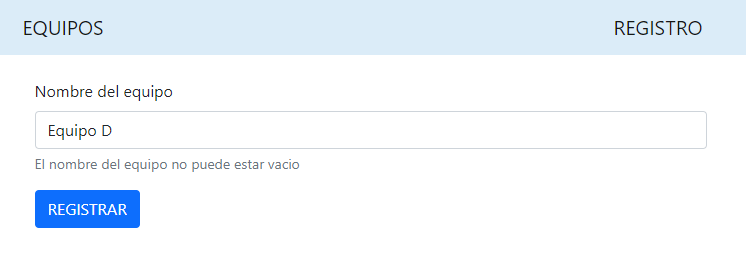 EQUIPOS REGISTRO
Nombre del equipo
Equipo D
El nombre del equipo no puede estar vacio
REGISTRAR